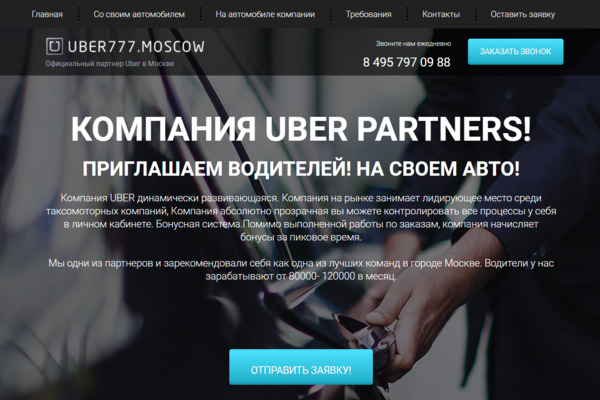 Главная
Со своим автомобилем
На автомобиле компании
Требования
Контакты
Оставить заявку
UBER777.MOSCOW
Официальный партнер Uber в Москве
Звоните нам ежедневно
8 495 797 09 88
ЗАКАЗАТЬ ЗВОНОК
КОМПАНИЯ UBER PARTNERS!
ПРИГЛАШАЕМ ВОДИТЕЛЕЙ! НА СВОЕМ АВТО!
Компания UBER динамически развивающаяся. Компания на рынке занимает лидирующее место среди
таксомоторных компаний, Компания абсолютно прозрачная вы можете контролировать все процессы у себя
в личном кабинете. Бонусная система.Помимо выполненной работы по заказам, компания начисляет
бонусы за пиковое время.
Мы одни из партнеров и зарекомендовали себя как одна из лучших команд в городе Москве. Водители у нас
зарабатывают от 80000- 120000 в месяц.
ОТПРАВИТЬ ЗАЯВКУ!